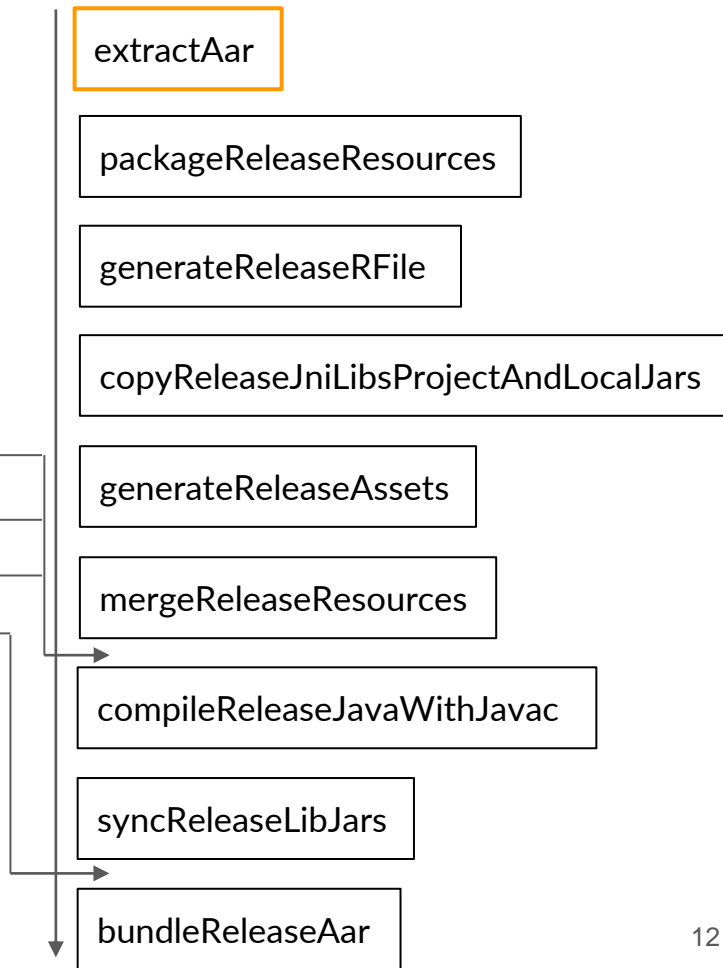 extractAar
packageReleaseResources
generateReleaseRFile
copyReleaseJniLibsProjectAndLocalJars
generateReleaseAssets
mergeReleaseResources
compileReleaseJavaWithJavac
syncReleaseLibJars
bundleReleaseAar
12